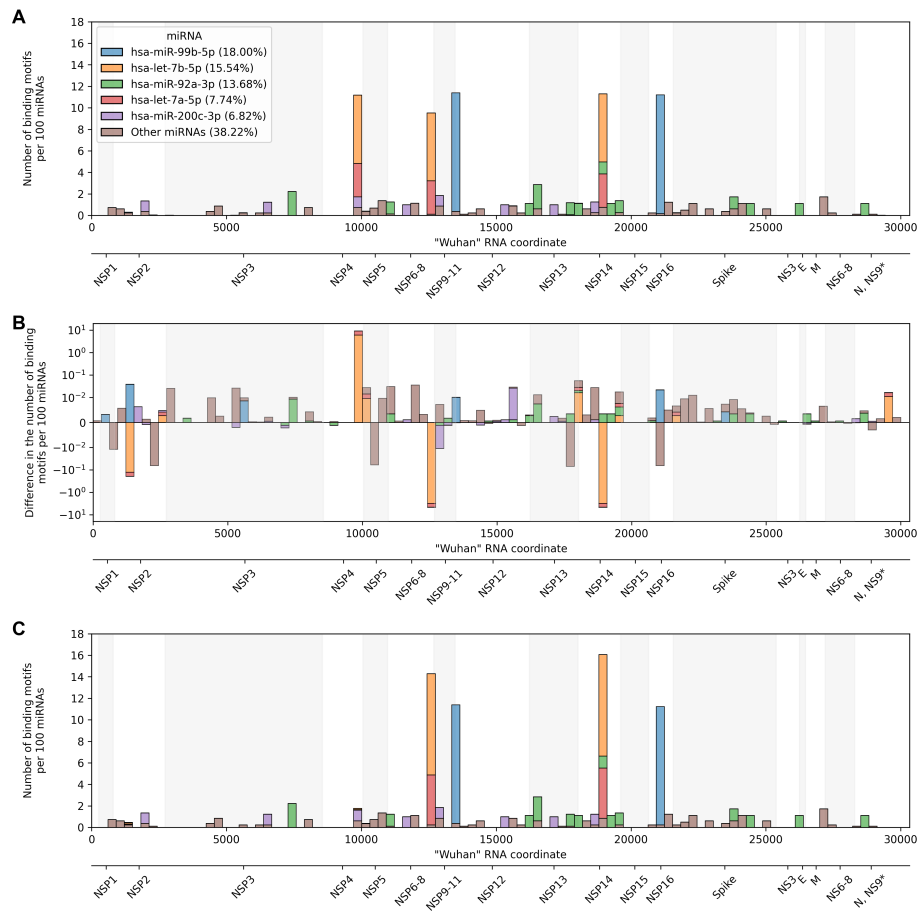 A
18
16
14
12
10
8
6
4
2
0
Number of binding motifs
per 100 miRNAs
miRNA
hsa-miR-99b-5p (18.00%)
hsa-let-7b-5p (15.54%)
hsa-miR-92a-3p (13.68%)
hsa-let-7a-5p (7.74%)
hsa-miR-200c-3p (6.82%)
Other miRNAs (38.22%)
0 5000 10000 15000 20000 25000 30000
"Wuhan" RNA coordinate
NSP1 NSP2 NSP3 NSP4 NSP5 NSP6-8 NSP9-11 NSP12 NSP13 NSP14 NSP15 NSP16 Spike NS3 E M NS6-8 N, NS9*
B
10¹
10⁰
10⁻¹
10⁻²
0
−10⁻²
−10⁻¹
−10⁰
−10¹
Difference in the number of binding
motifs per 100 miRNAs
0 5000 10000 15000 20000 25000 30000
"Wuhan" RNA coordinate
NSP1 NSP2 NSP3 NSP4 NSP5 NSP6-8 NSP9-11 NSP12 NSP13 NSP14 NSP15 NSP16 Spike NS3 E M NS6-8 N, NS9*
C
18
16
14
12
10
8
6
4
2
0
Number of binding motifs
per 100 miRNAs
0 5000 10000 15000 20000 25000 30000
"Wuhan" RNA coordinate
NSP1 NSP2 NSP3 NSP4 NSP5 NSP6-8 NSP9-11 NSP12 NSP13 NSP14 NSP15 NSP16 Spike NS3 E M NS6-8 N, NS9*